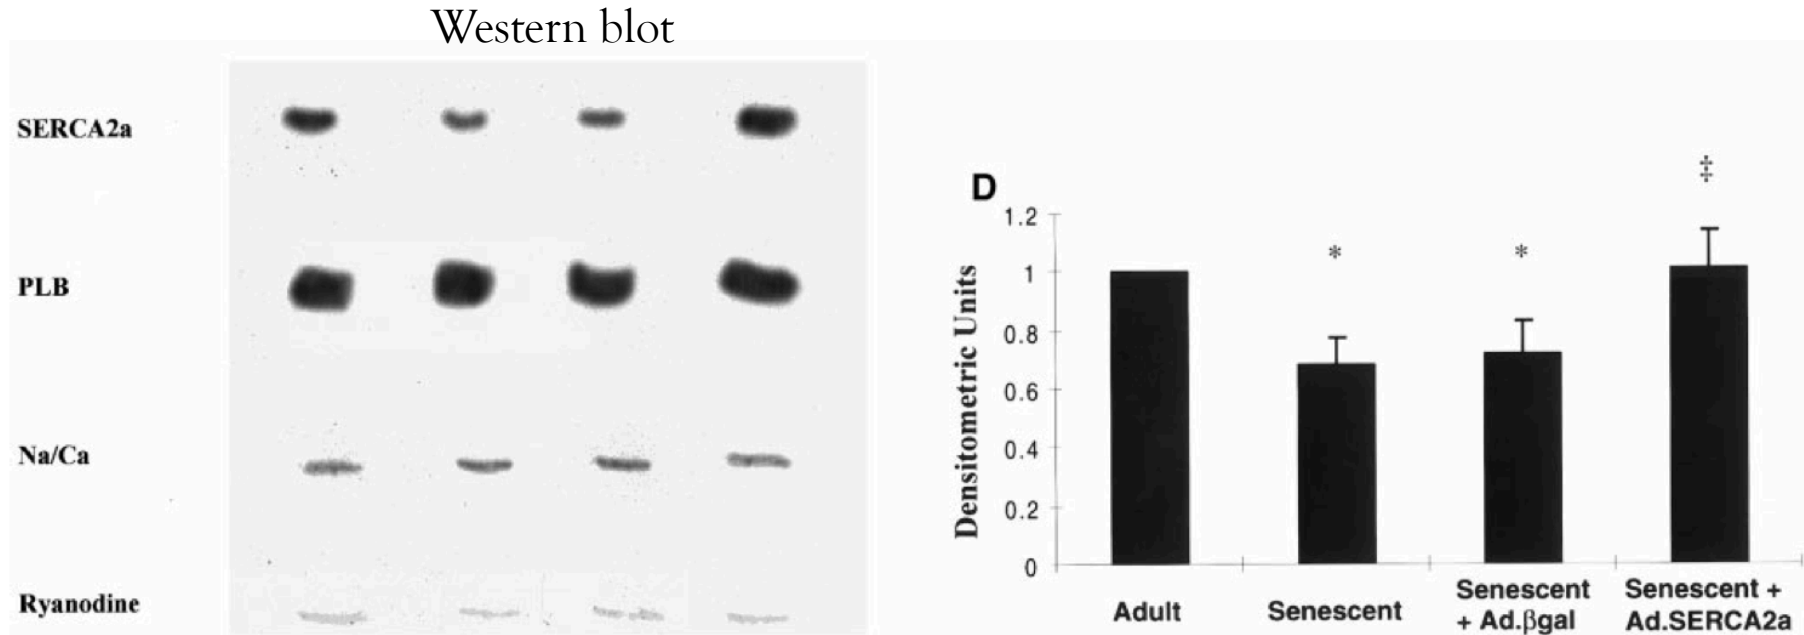 Western blot
SERCA2a
PLB
Na/Ca
Ryanodine
D
‡
* *
1.2
1
0.8
0.6
0.4
0.2
0
Densitometric Units
Adult
Senescent
Senescent
+ Ad.βgal
Senescent +
Ad.SERCA2a